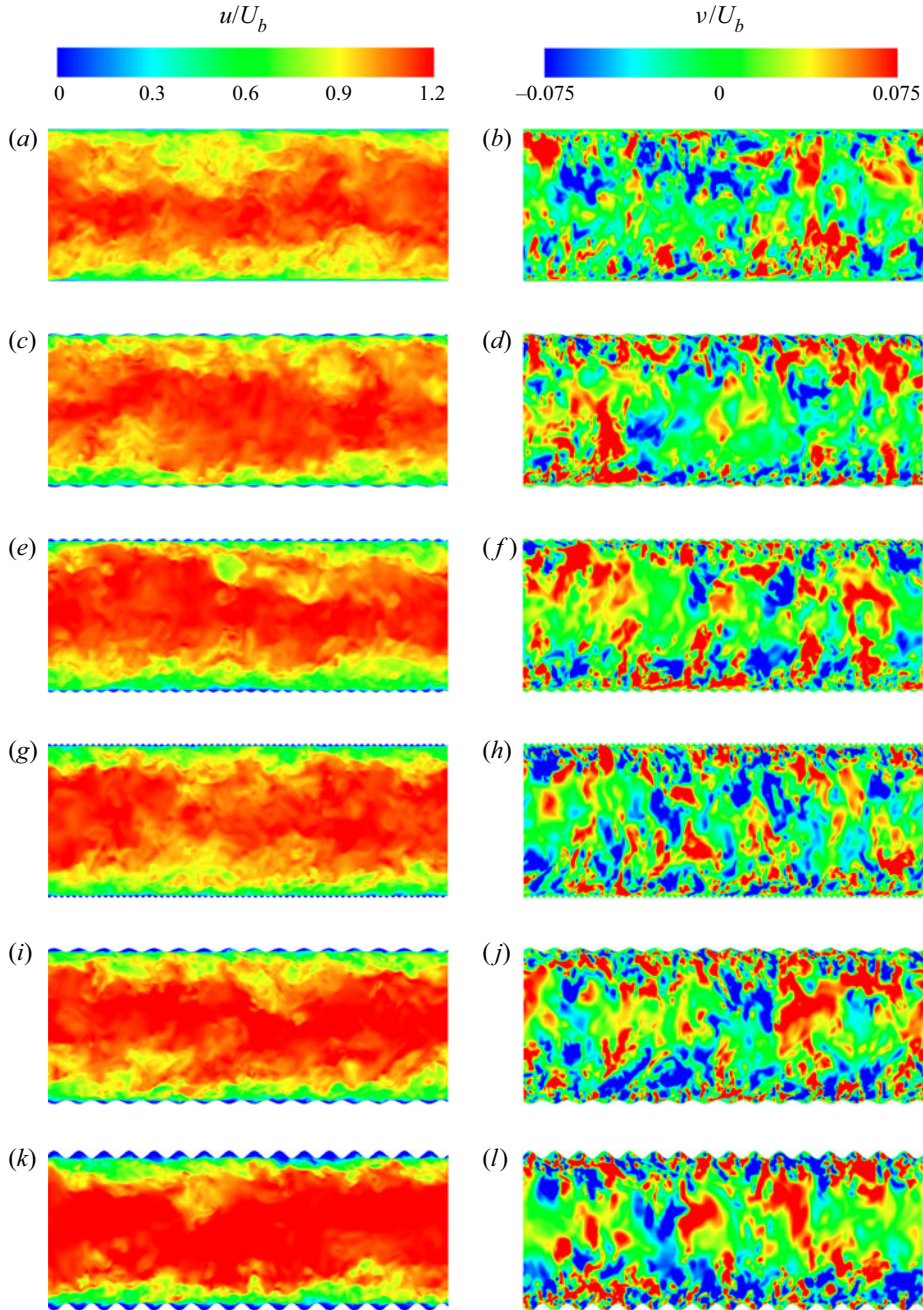 u/U_b v/U_b
0 0.3 0.6 0.9 1.2 –0.075 0 0.075
(a) (b)
(c) (d)
(e) (f)
(g) (h)
(i) (j)
(k) (l)